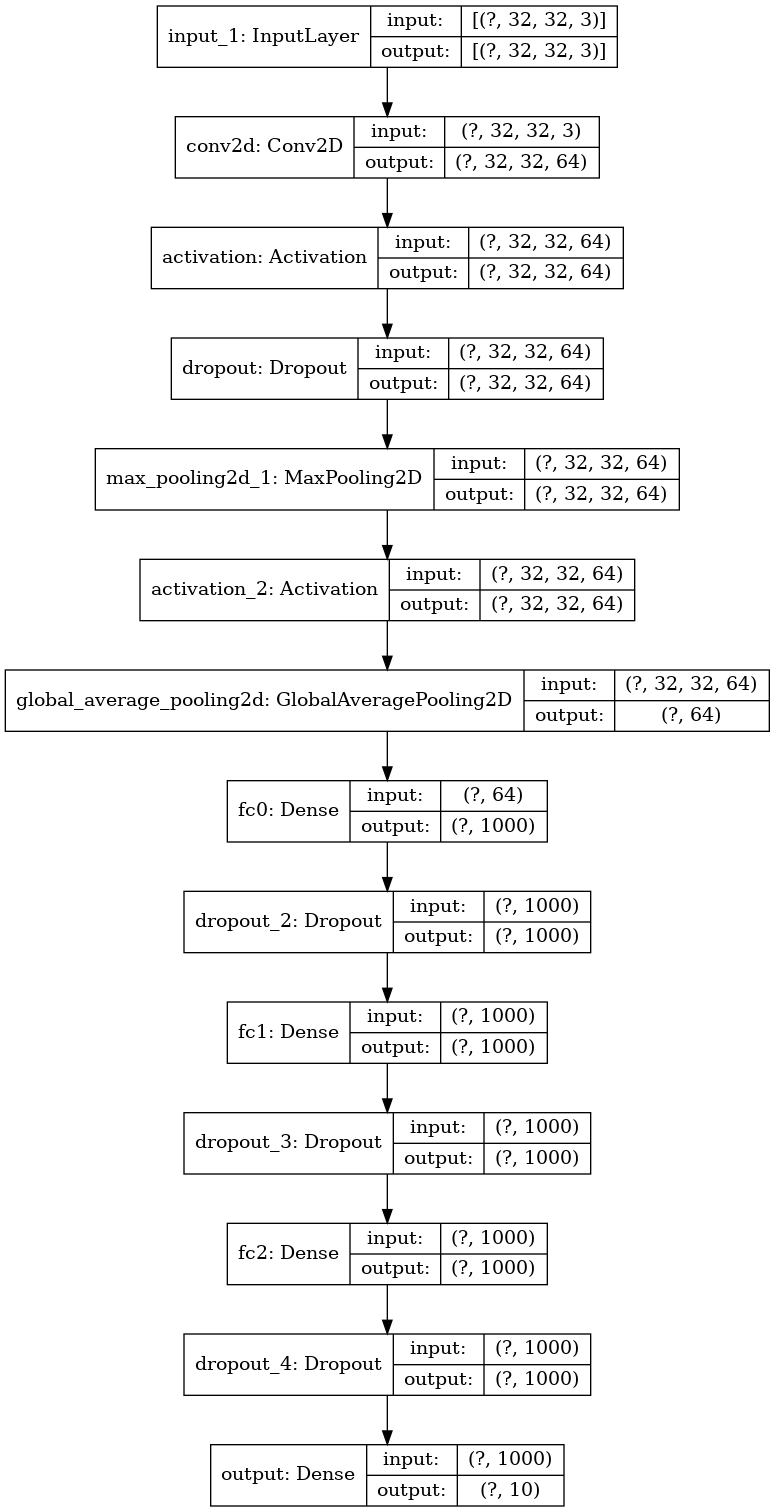 input_1: InputLayer
input: [(?, 32, 32, 3)]
output: [(?, 32, 32, 3)]
conv2d: Conv2D
input: (?, 32, 32, 3)
output: (?, 32, 32, 64)
activation: Activation
input: (?, 32, 32, 64)
output: (?, 32, 32, 64)
dropout: Dropout
input: (?, 32, 32, 64)
output: (?, 32, 32, 64)
max_pooling2d_1: MaxPooling2D
input: (?, 32, 32, 64)
output: (?, 32, 32, 64)
activation_2: Activation
input: (?, 32, 32, 64)
output: (?, 32, 32, 64)
global_average_pooling2d: GlobalAveragePooling2D
input: (?, 32, 32, 64)
output: (?, 64)
fc0: Dense
input: (?, 64)
output: (?, 1000)
dropout_2: Dropout
input: (?, 1000)
output: (?, 1000)
fc1: Dense
input: (?, 1000)
output: (?, 1000)
dropout_3: Dropout
input: (?, 1000)
output: (?, 1000)
fc2: Dense
input: (?, 1000)
output: (?, 1000)
dropout_4: Dropout
input: (?, 1000)
output: (?, 1000)
output: Dense
input: (?, 1000)
output: (?, 10)